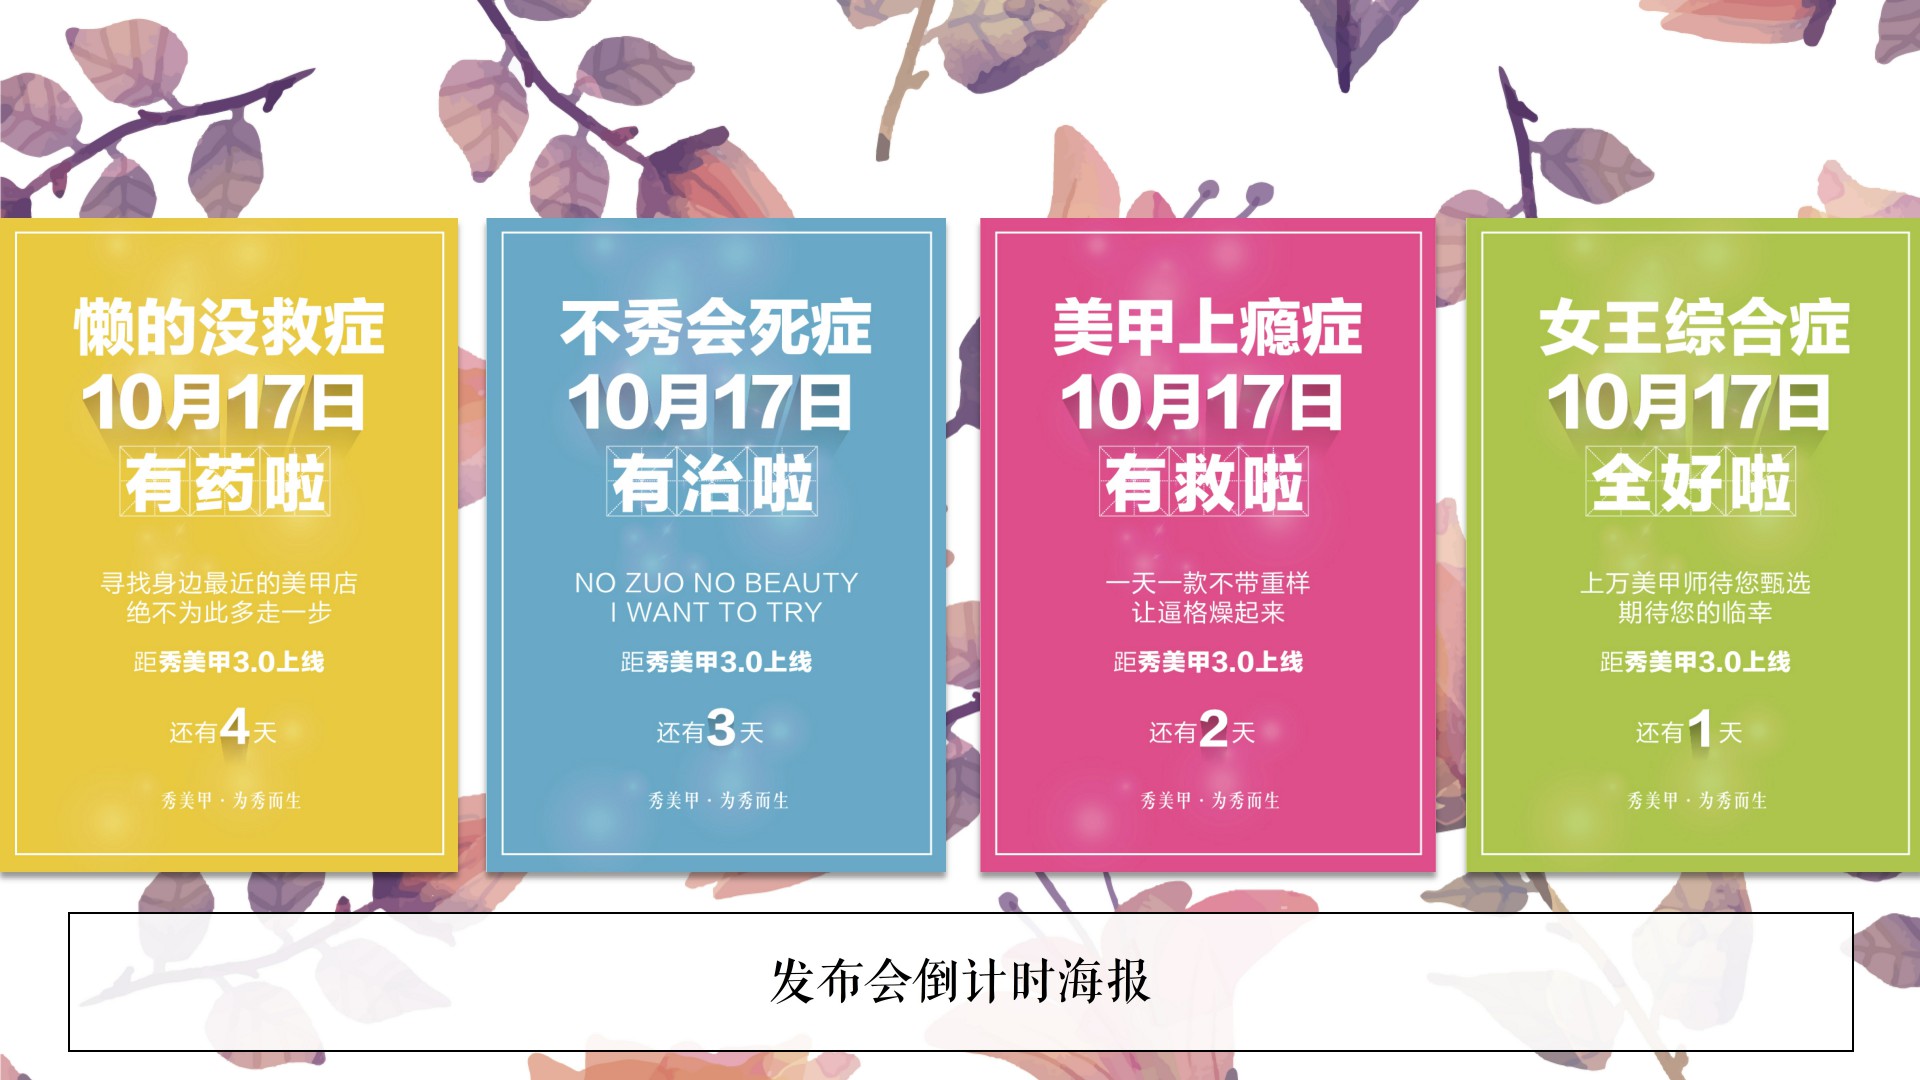 懒的没救症
10月17日
有药啦
寻找身边最近的美甲店
绝不为此多走一步
距秀美甲3.0上线
还有4天
秀美甲·为秀而生
不秀会死症
10月17日
有治啦
NO ZUO NO BEAUTY
I WANT TO TRY
距秀美甲3.0上线
还有3天
秀美甲·为秀而生
美甲上瘾症
10月17日
有救啦
一天一款不带重样
让逼格燥起来
距秀美甲3.0上线
还有2天
秀美甲·为秀而生
女王综合症
10月17日
全好啦
上万美甲师待您甄选
期待您的临幸
距秀美甲3.0上线
还有1天
秀美甲·为秀而生
发布会倒计时海报